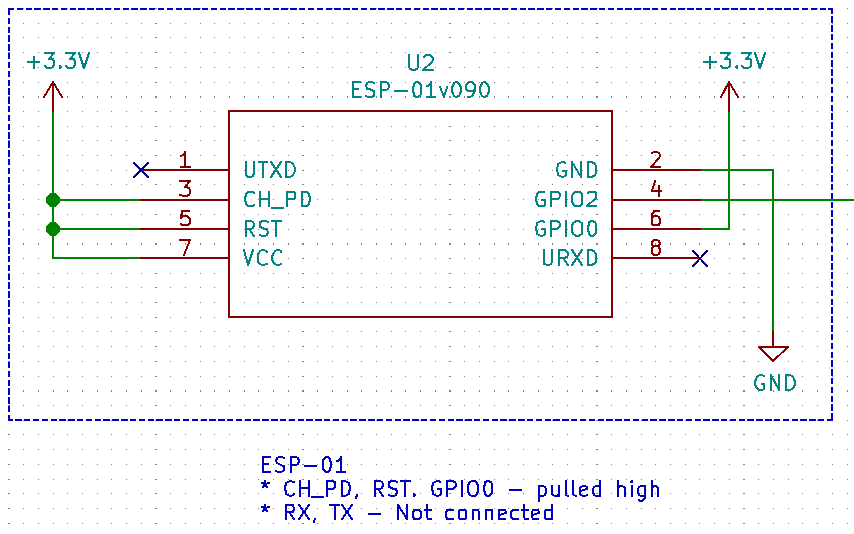 +3.3V
U2
+3.3V
ESP-01v090
1 UTXD GND 2
3 CH_PD GPIO2 4
5 RST GPIO0 6
7 VCC URXD 8
GND
ESP-01
* CH_PD, RST. GPIO0 - pulled high
* RX, TX - Not connected